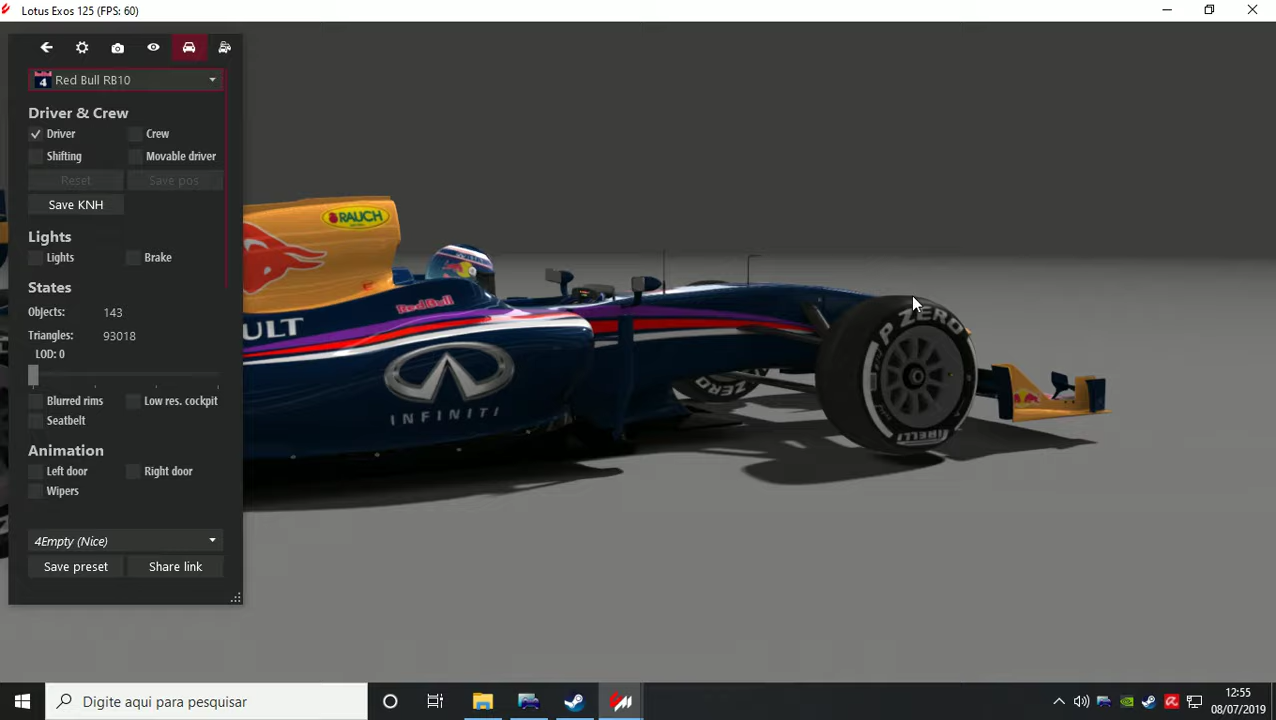 Lotus Exos 125 (FPS: 60)
4 Red Bull RB10
Driver & Crew
Driver Crew
Shifting Movable driver
Reset Save pos
Save KNH
Lights
Lights Brake
States
Objects: 143
Triangles: 93018
LOD: 0
Blurred rims Low res. cockpit
Seatbelt
Animation
Left door Right door
Wipers
4Empty (Nice)
Save preset Share link
RAUCH
Red Bull
ULT
INFINITI
P ZERO
PIRELLI
ZERO
Digite aqui para pesquisar
12:55
08/07/2019